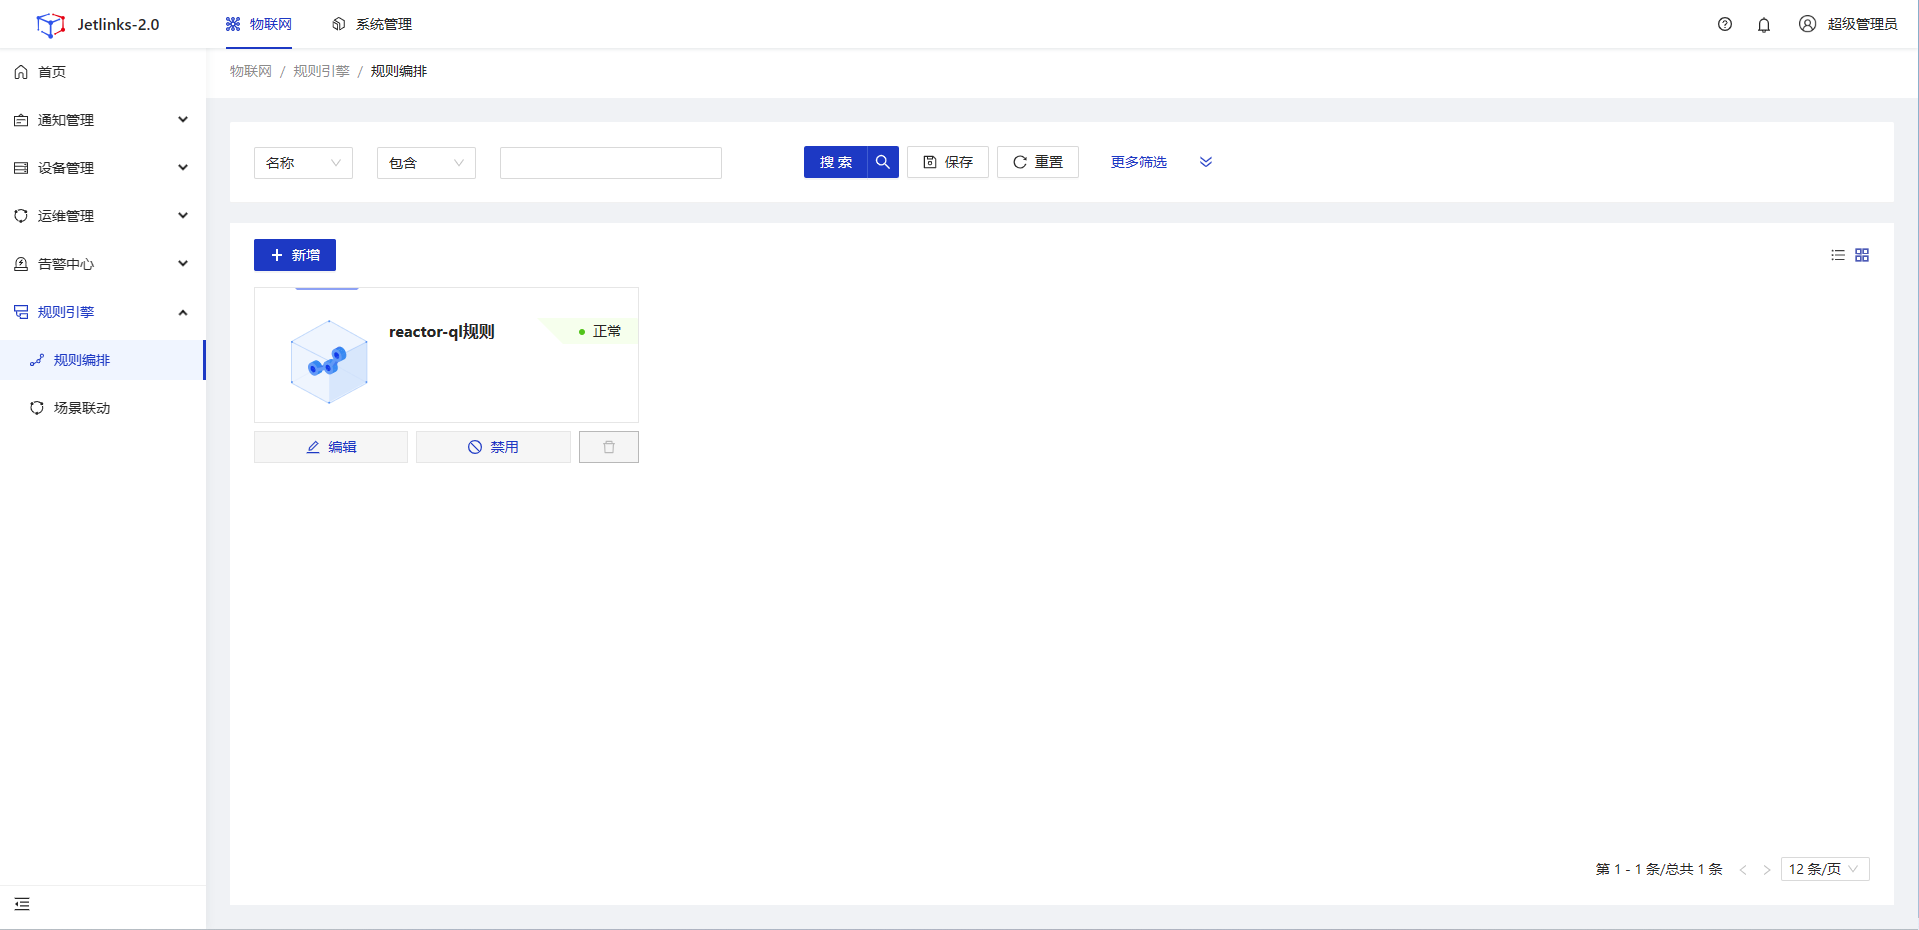 Jetlinks-2.0 物联网 系统管理 超级管理员
首页
通知管理
设备管理
运维管理
告警中心
规则引擎
规则编排
场景联动
物联网 / 规则引擎 / 规则编排
名称 包含 搜 索 保存 重置 更多筛选
新增
reactor-ql规则 正常
编辑 禁用
第 1 - 1 条/总共 1 条 12 条/页